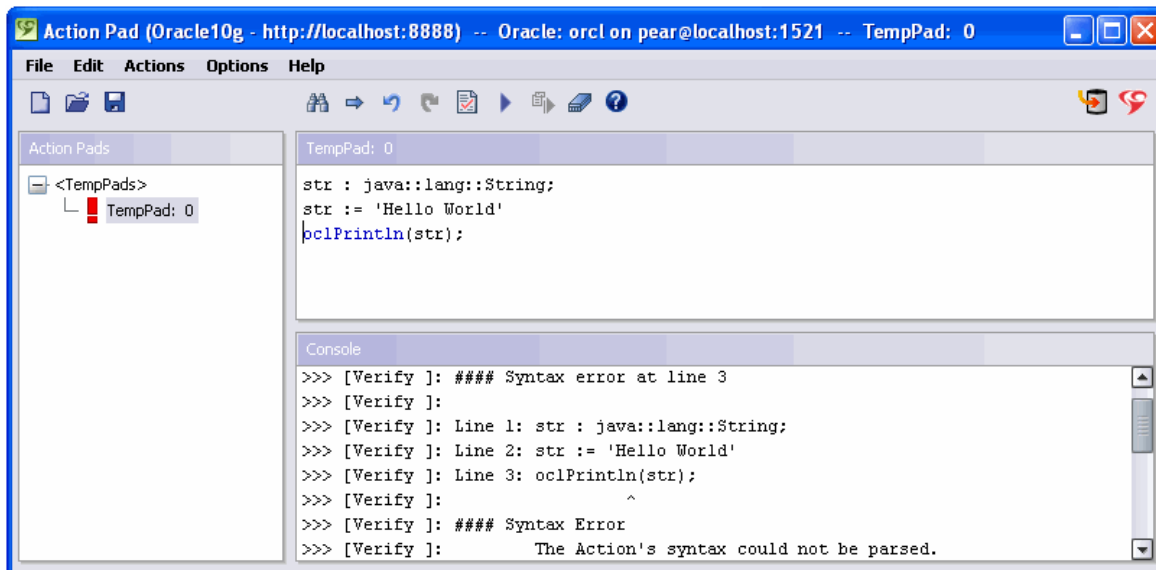 Action Pad (Oracle10g - http://localhost:8888) -- Oracle: orcl on pear@localhost:1521 -- TempPad: 0
File Edit Actions Options Help
Action Pads
<TempPads>
TempPad: 0
TempPad: 0
str : java::lang::String;
str := 'Hello World'
oclPrintln(str);
Console
>>> [Verify ]: #### Syntax error at line 3
>>> [Verify ]:
>>> [Verify ]: Line 1: str : java::lang::String;
>>> [Verify ]: Line 2: str := 'Hello World'
>>> [Verify ]: Line 3: oclPrintln(str);
>>> [Verify ]: ^
>>> [Verify ]: #### Syntax Error
>>> [Verify ]: The Action's syntax could not be parsed.